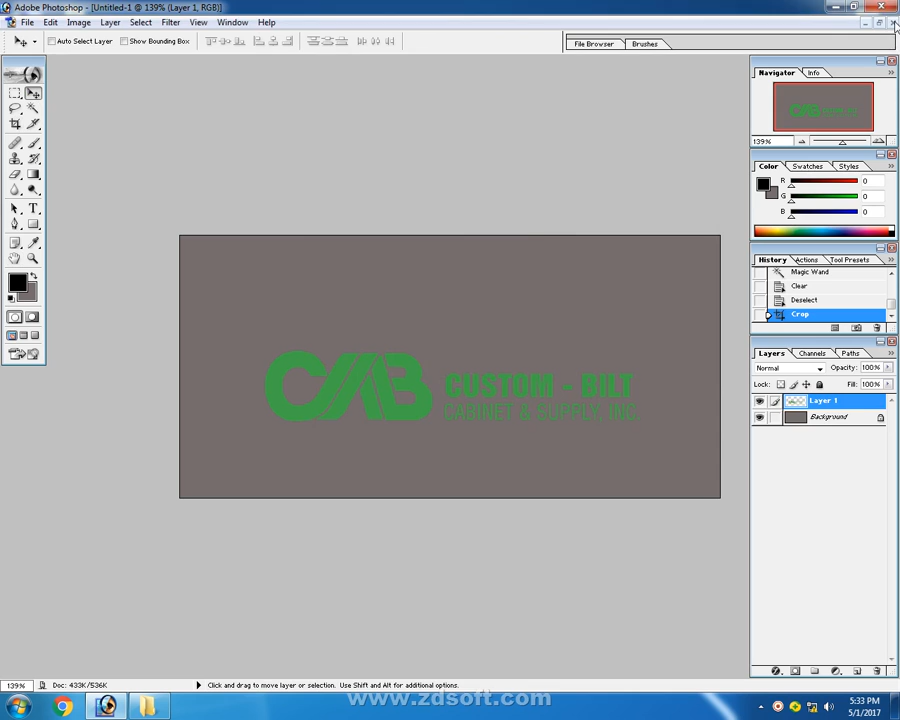 Adobe Photoshop - [Untitled-1 @ 139% (Layer 1, RGB)]
File Edit Image Layer Select Filter View Window Help
Auto Select Layer Show Bounding Box
File Browser Brushes
Navigator Info
139%
Color Swatches Styles
R 0
G 0
B 0
History Actions Tool Presets
Magic Wand
Clear
Deselect
Crop
Layers Channels Paths
Normal Opacity: 100%
Lock: Fill: 100%
Layer 1
Background
CAB
CUSTOM - BILT
CABINET & SUPPLY, INC.
139% Doc: 433K/536K Click and drag to move layer or selection. Use Shift and Alt for additional options.
www.zdsoft.com
5:33 PM
5/1/2017